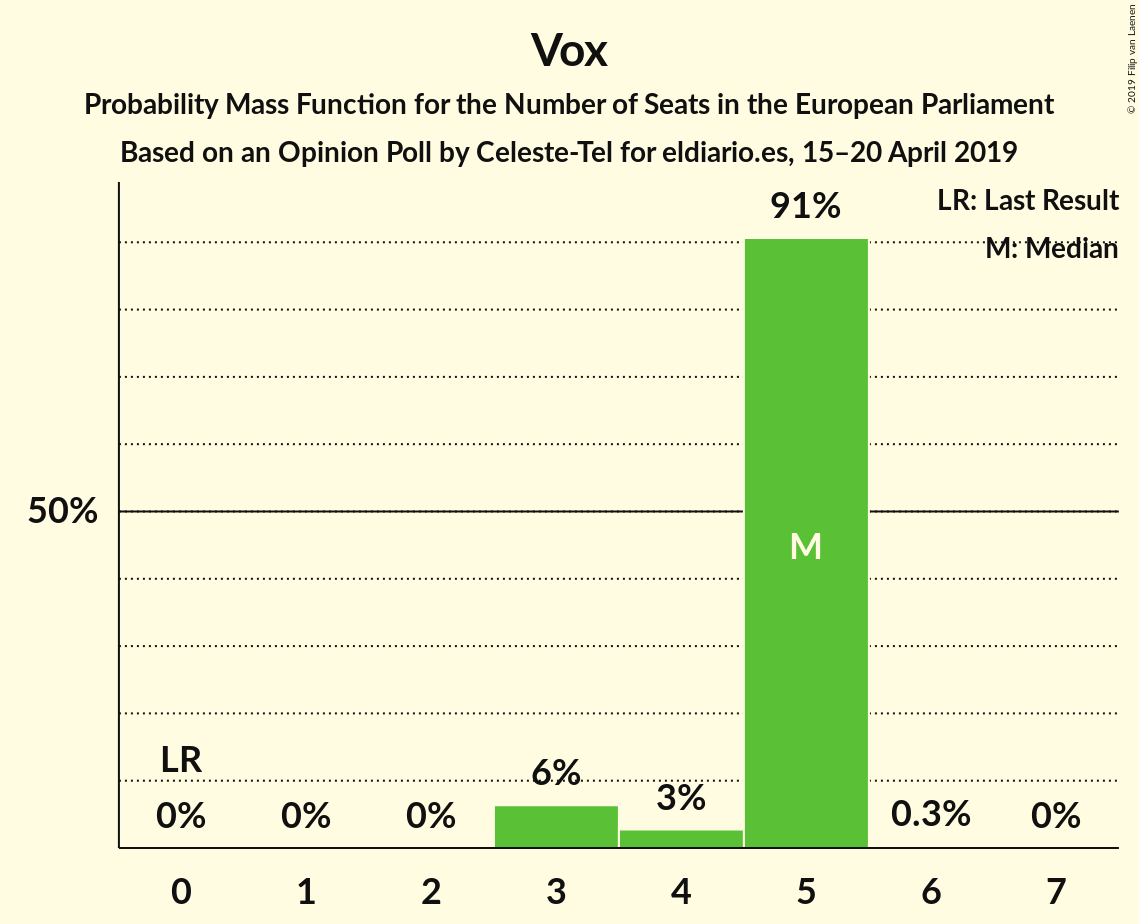 Vox
Probability Mass Function for the Number of Seats in the European Parliament
Based on an Opinion Poll by Celeste-Tel for eldiario.es, 15–20 April 2019
© 2019 Filip van Laenen
LR: Last Result
M: Median
91%
50%
M
LR
0%
0%
0%
6%
3%
0.3%
0%
0
1
2
3
4
5
6
7